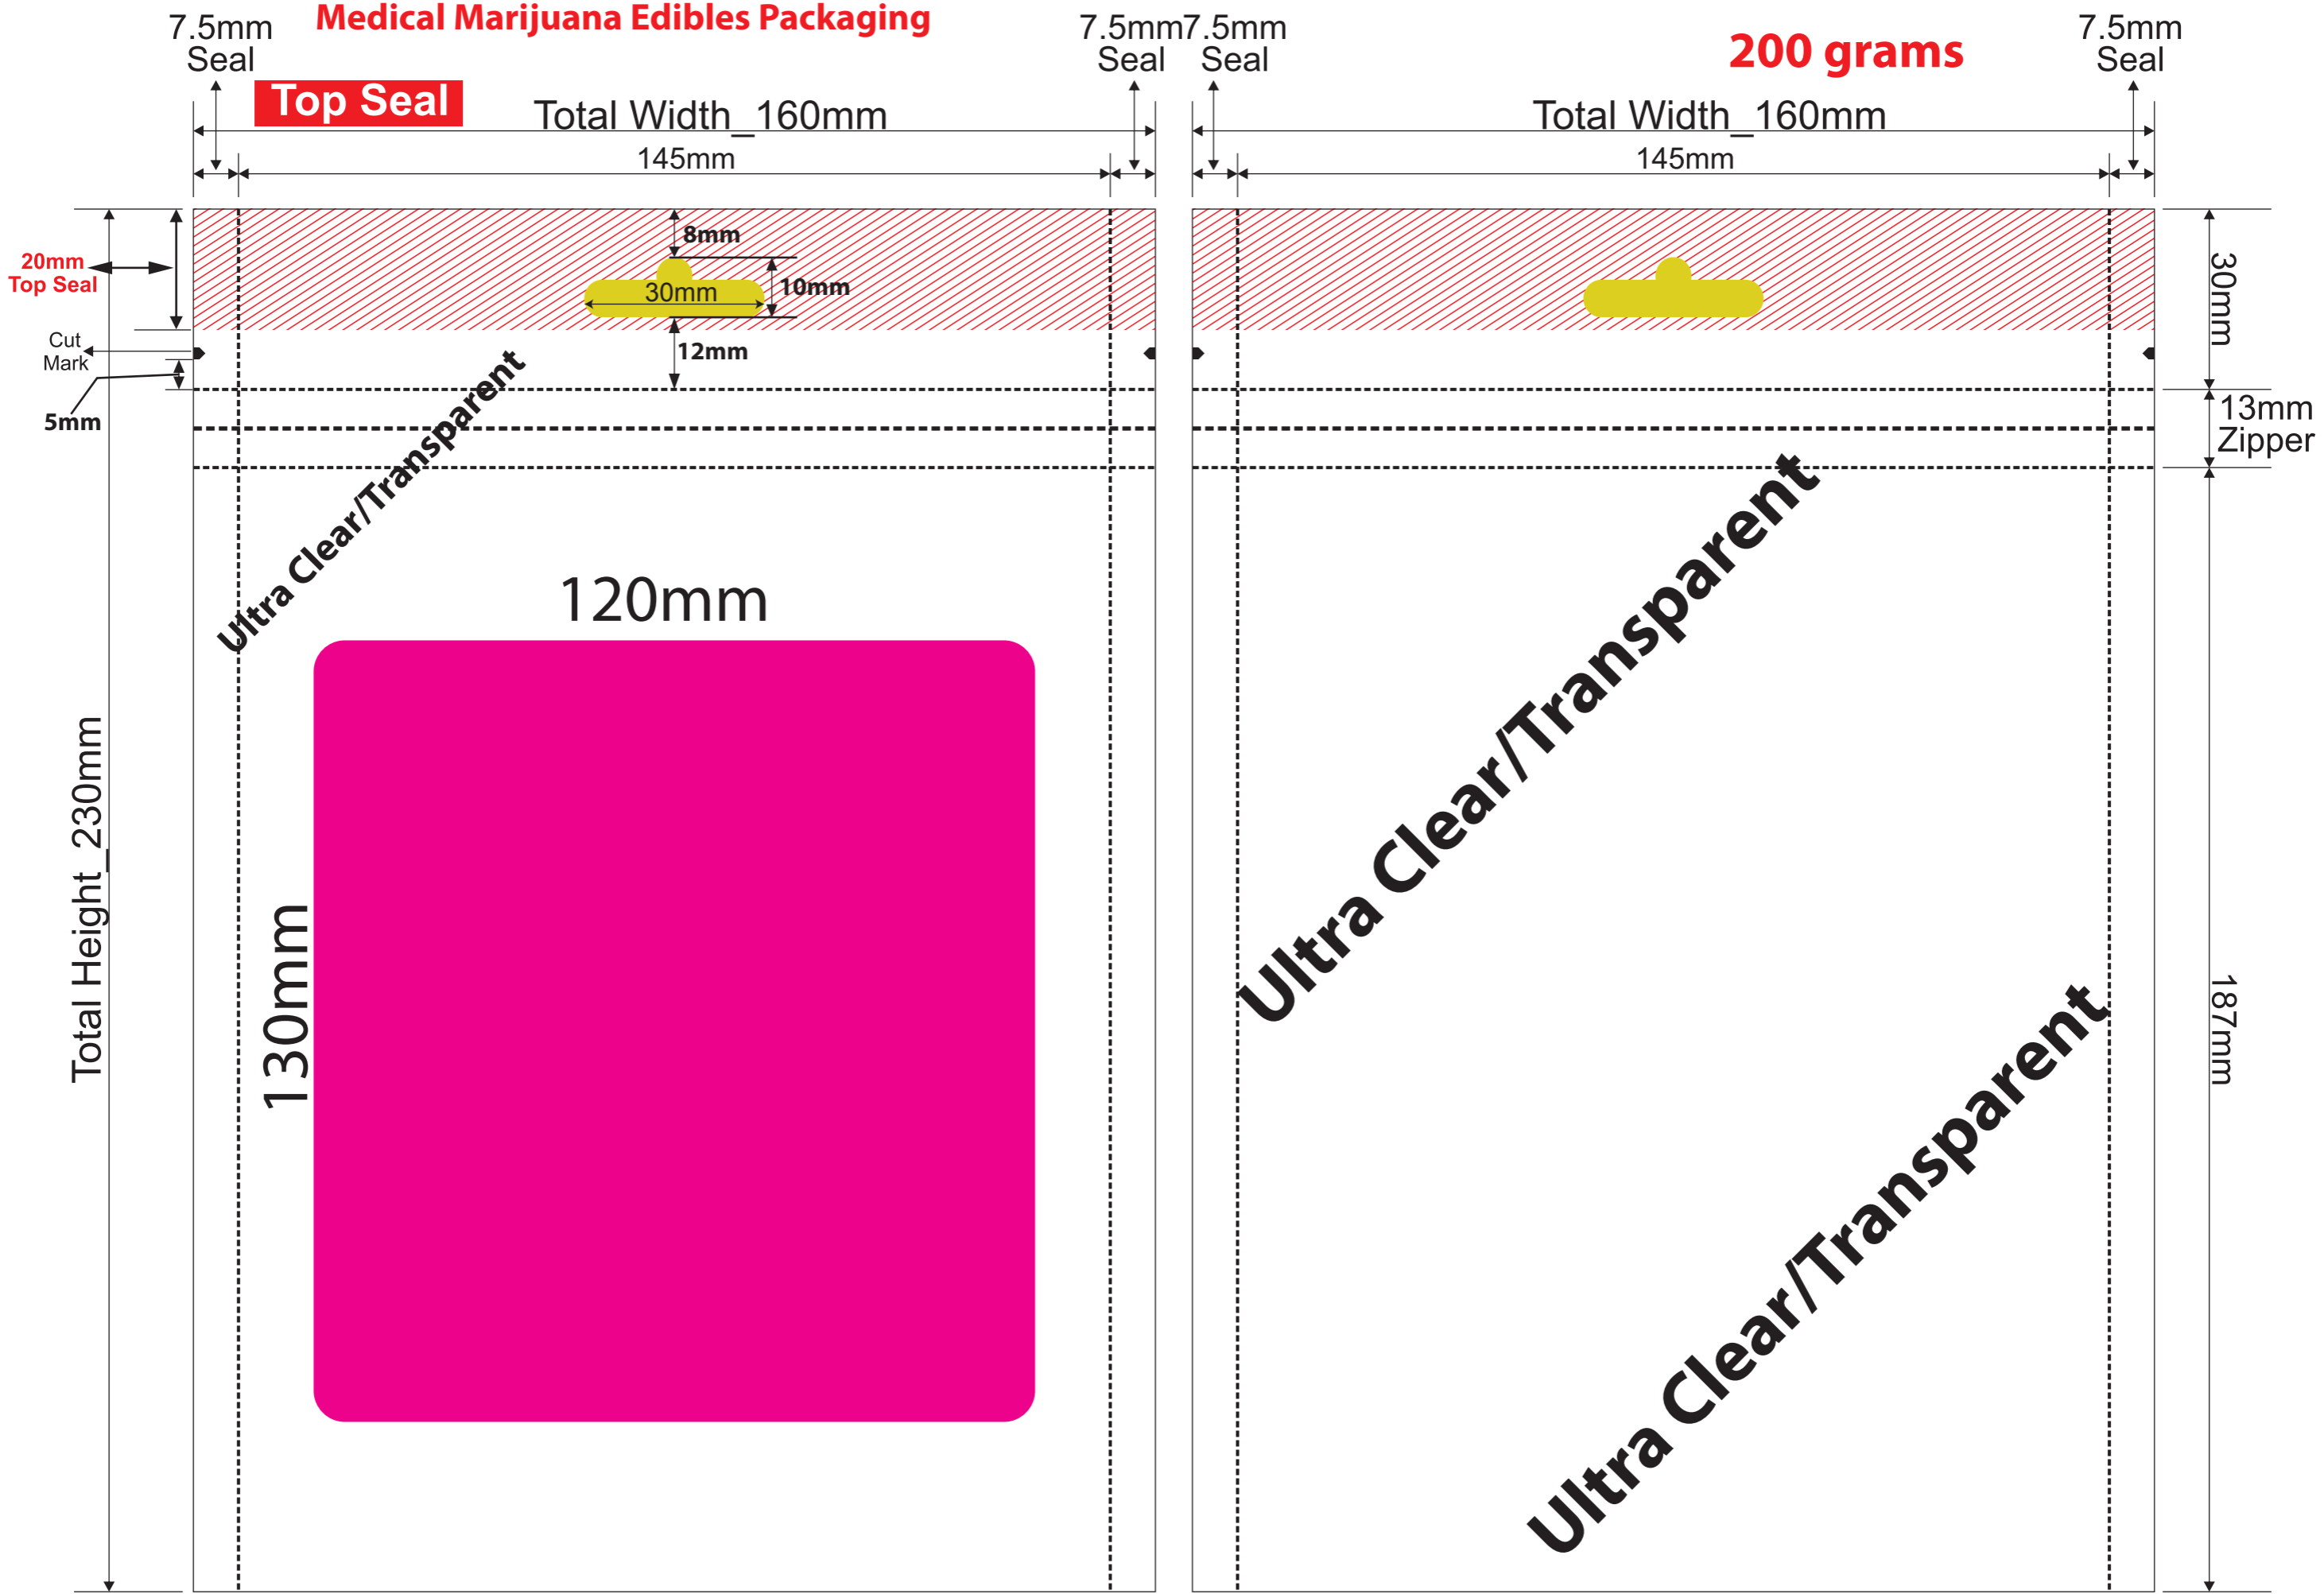 Medical Marijuana Edibles Packaging
7.5mm
Seal
7.5mm
Seal
7.5mm
Seal
200 grams
7.5mm
Seal
Top Seal
Total Width_160mm
Total Width_160mm
145mm
145mm
8mm
20mm
Top Seal
30mm
10mm
30mm
Cut
Mark
12mm
5mm
13mm
Zipper
Ultra Clear/Transparent
120mm
130mm
Total Height_230mm
Ultra Clear/Transparent
187mm
Ultra Clear/Transparent